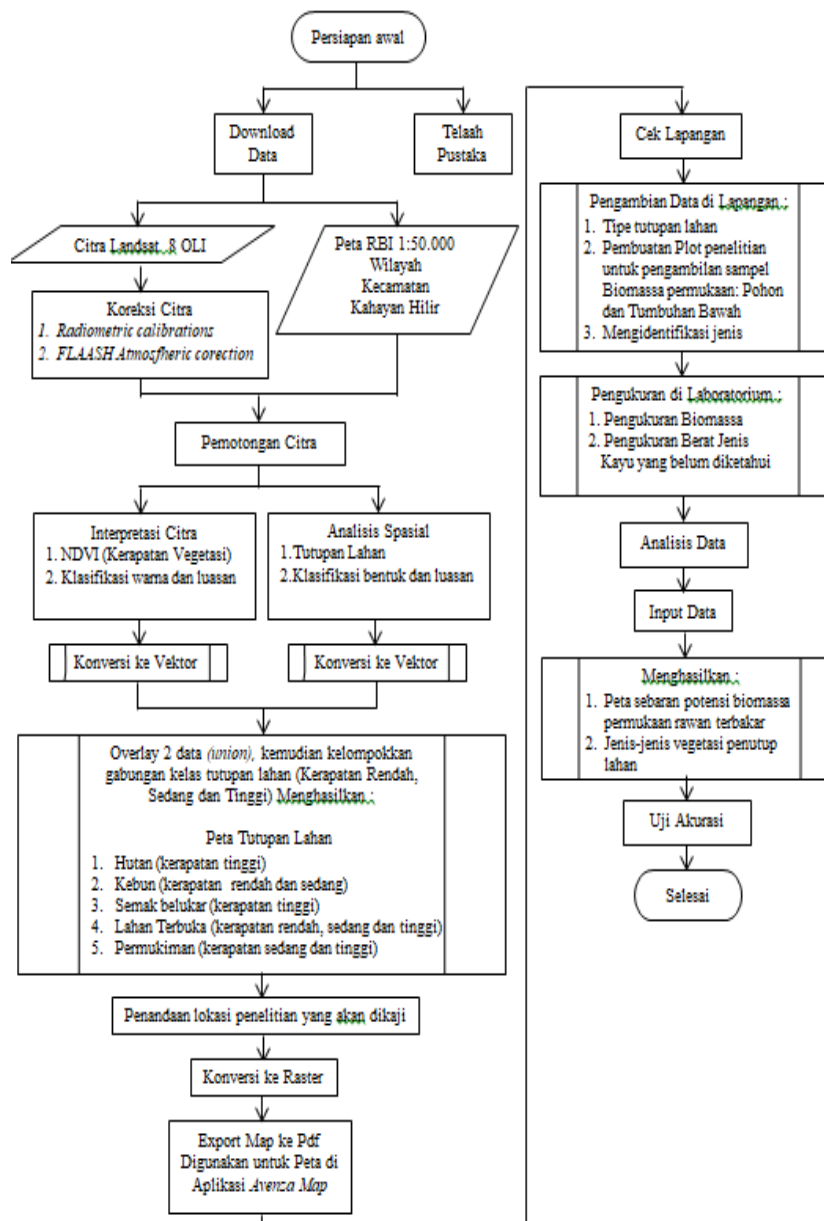 Persiapan awal
Download
Data
Telaah
Pustaka
Citra Landsat 8 OLI
Peta RBI 1:50.000
Wilayah
Kecamatan
Kahayan Hilir
Koreksi Citra
1. Radiometric calibrations
2. FLAASH Atmosfheric corection
Pemotongan Citra
Interpretasi Citra
1. NDVI (Kerapatan Vegetasi)
2. Klasifikasi warna dan luasan
Analisis Spasial
1.Tutupan Lahan
2.Klasifikasi bentuk dan luasan
Konversi ke Vektor
Konversi ke Vektor
Overlay 2 data (union), kemudian kelompokkan
gabungan kelas tutupan lahan (Kerapatan Rendah,
Sedang dan Tinggi) Menghasilkan :
Peta Tutupan Lahan
1. Hutan (kerapatan tinggi)
2. Kebun (kerapatan rendah dan sedang)
3. Semak belukar (kerapatan tinggi)
4. Lahan Terbuka (kerapatan rendah, sedang dan tinggi)
5. Permukiman (kerapatan sedang dan tinggi)
Penandaan lokasi penelitian yang akan dikaji
Konversi ke Raster
Export Map ke Pdf
Digunakan untuk Peta di
Aplikasi Avenza Map
Cek Lapangan
Pengambian Data di Lapangan :
1. Tipe tutupan lahan
2. Pembuatan Plot penelitian
untuk pengambilan sampel
Biomassa permukaan: Pohon
dan Tumbuhan Bawah
3. Mengidentifikasi jenis
Pengukuran di Laboratorium :
1. Pengukuran Biomassa
2. Pengukuran Berat Jenis
Kayu yang belum diketahui
Analisis Data
Input Data
Menghasilkan :
1. Peta sebaran potensi biomassa
permukaan rawan terbakar
2. Jenis-jenis vegetasi penutup
lahan
Uji Akurasi
Selesai